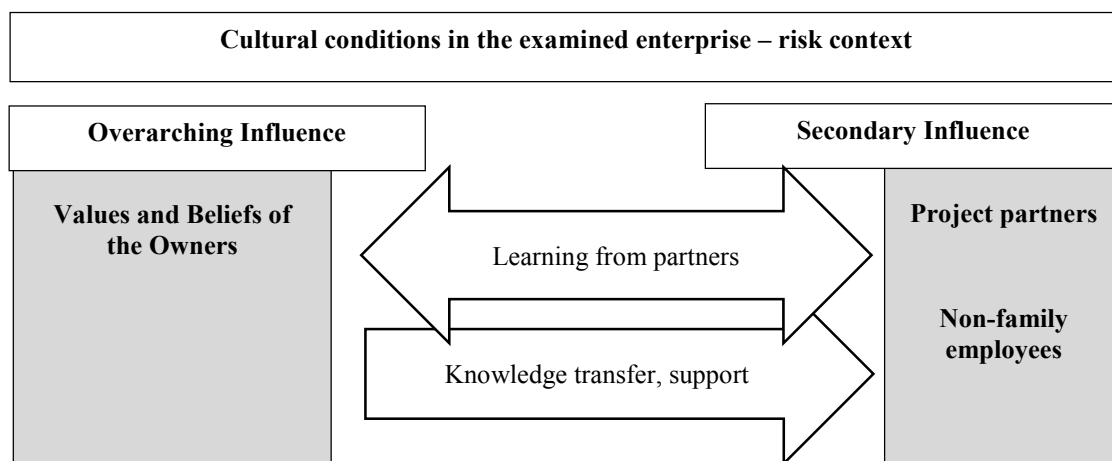 Cultural conditions in the examined enterprise – risk context
Overarching Influence
Secondary Influence
Values and Beliefs of
the Owners
Learning from partners
Knowledge transfer, support
Project partners
Non-family
employees